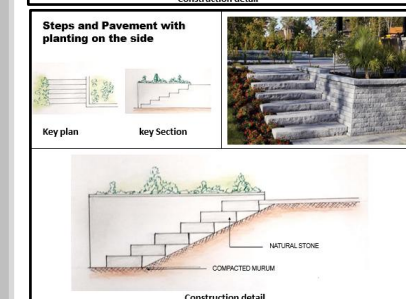 Construction detail
Steps and Pavement with
planting on the side
Key plan
key Section
NATURAL STONE
COMPACTED MURUM
Construction detail